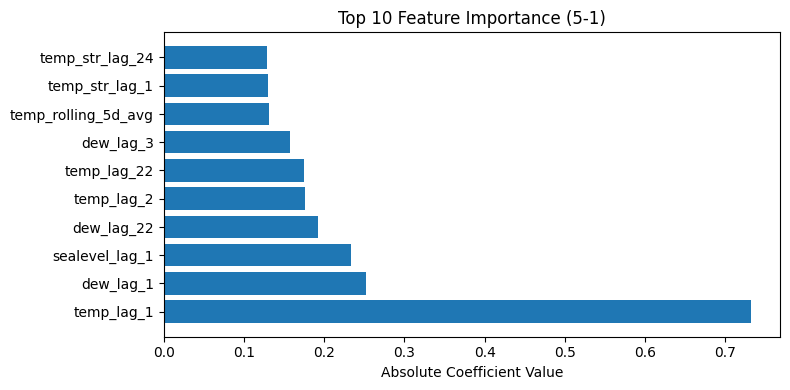 Top 10 Feature Importance (5-1)
temp_str_lag_24
temp_str_lag_1
temp_rolling_5d_avg
dew_lag_3
temp_lag_22
temp_lag_2
dew_lag_22
sealevel_lag_1
dew_lag_1
temp_lag_1
0.0 0.1 0.2 0.3 0.4 0.5 0.6 0.7
Absolute Coefficient Value